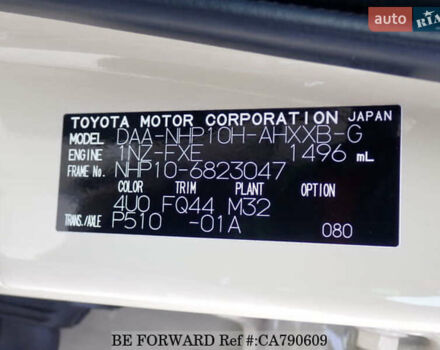 auto RIA
TOYOTA MOTOR CORPORATION JAPAN
MODEL DAA-NHP10H-AHXXB-G
ENGINE 1NZ-FXE 1496 mL
FRAME No. NHP10-6823047
COLOR TRIM PLANT OPTION
4U0 FQ44 M32
TRANS./AXLE P510 -01A
080
BE FORWARD Ref #:CA790609